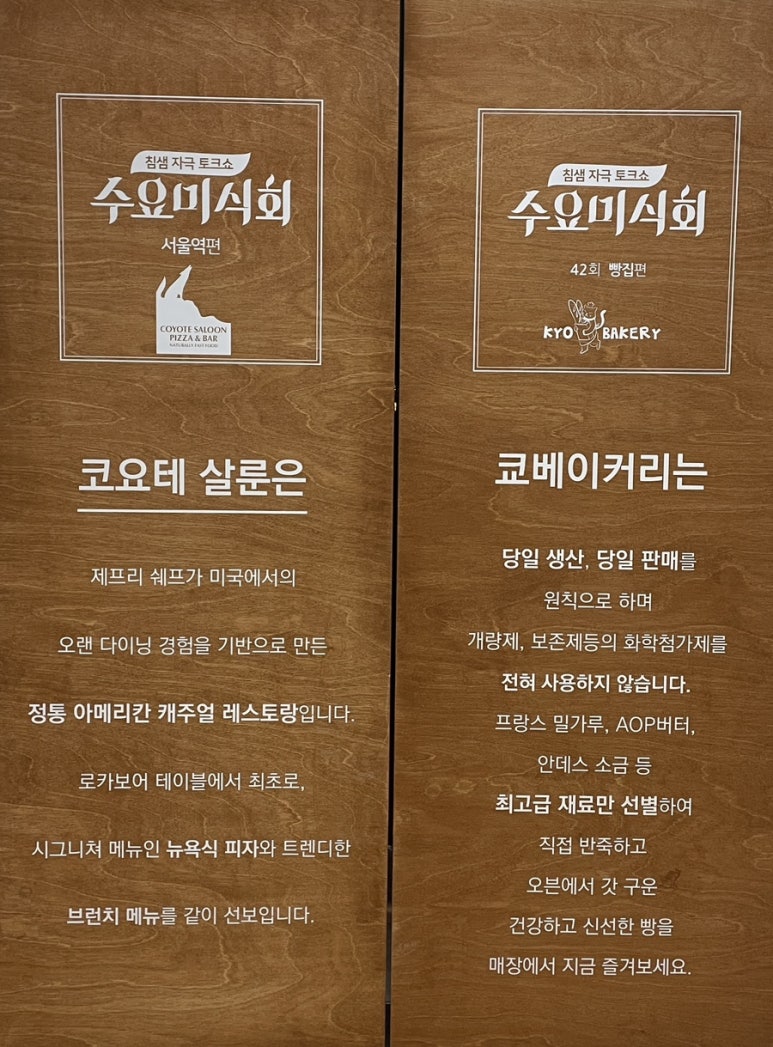 침샘 자극 토크쇼
수요미식회
서울역편
COYOTE SALOON
PIZZA & BAR
NATURALLY FAST FOOD
코요테 살룬은
제프리 쉐프가 미국에서의
오랜 다이닝 경험을 기반으로 만든
정통 아메리칸 캐주얼 레스토랑입니다.
로카보어 테이블에서 최초로,
시그니쳐 메뉴인 뉴욕식 피자와 트렌디한
브런치 메뉴를 같이 선보입니다.
침샘 자극 토크쇼
수요미식회
42회 빵집편
KYO BAKERY
쿄베이커리는
당일 생산, 당일 판매를
원칙으로 하며
개량제, 보존제등의 화학첨가제를
전혀 사용하지 않습니다.
프랑스 밀가루, AOP버터,
안데스 소금 등
최고급 재료만 선별하여
직접 반죽하고
오븐에서 갓 구운
건강하고 신선한 빵을
매장에서 지금 즐겨보세요.